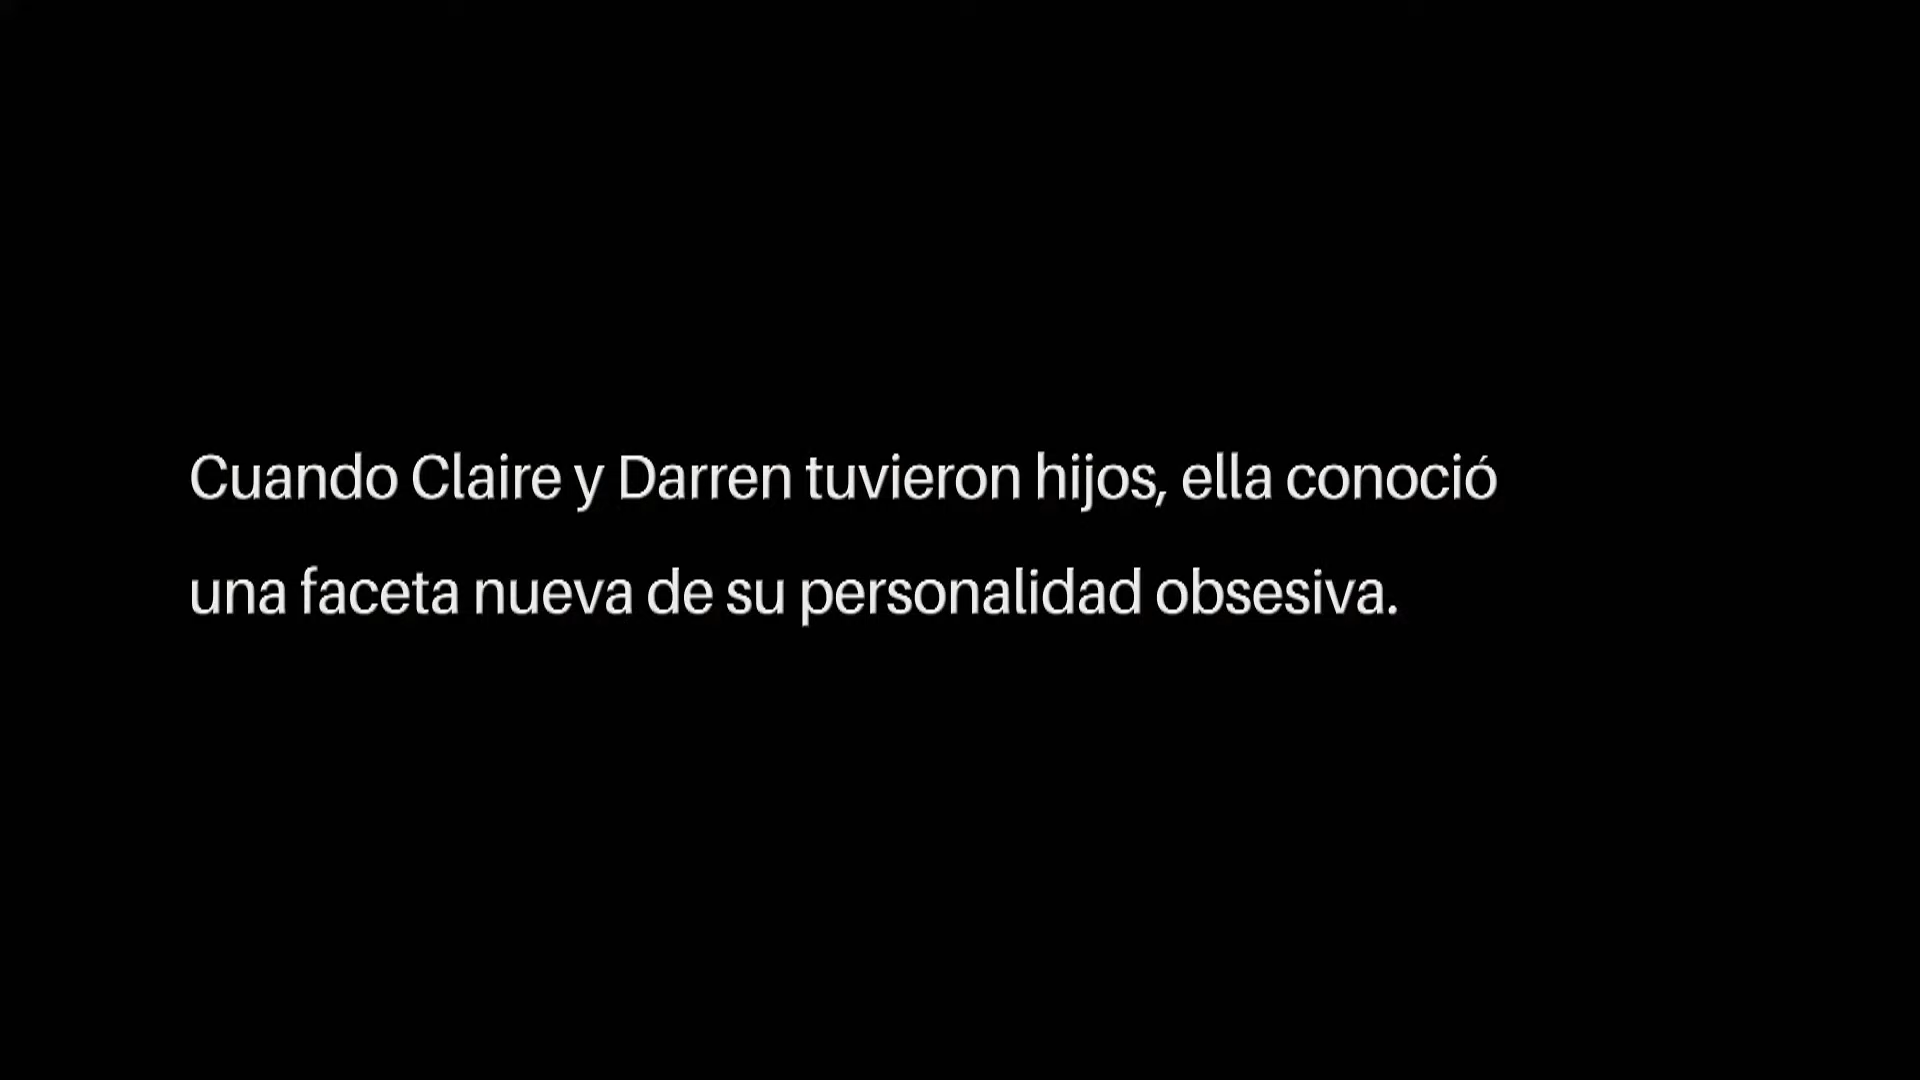 Cuando Claire y Darren tuvieron hijos, ella conoció
una faceta nueva de su personalidad obsesiva.